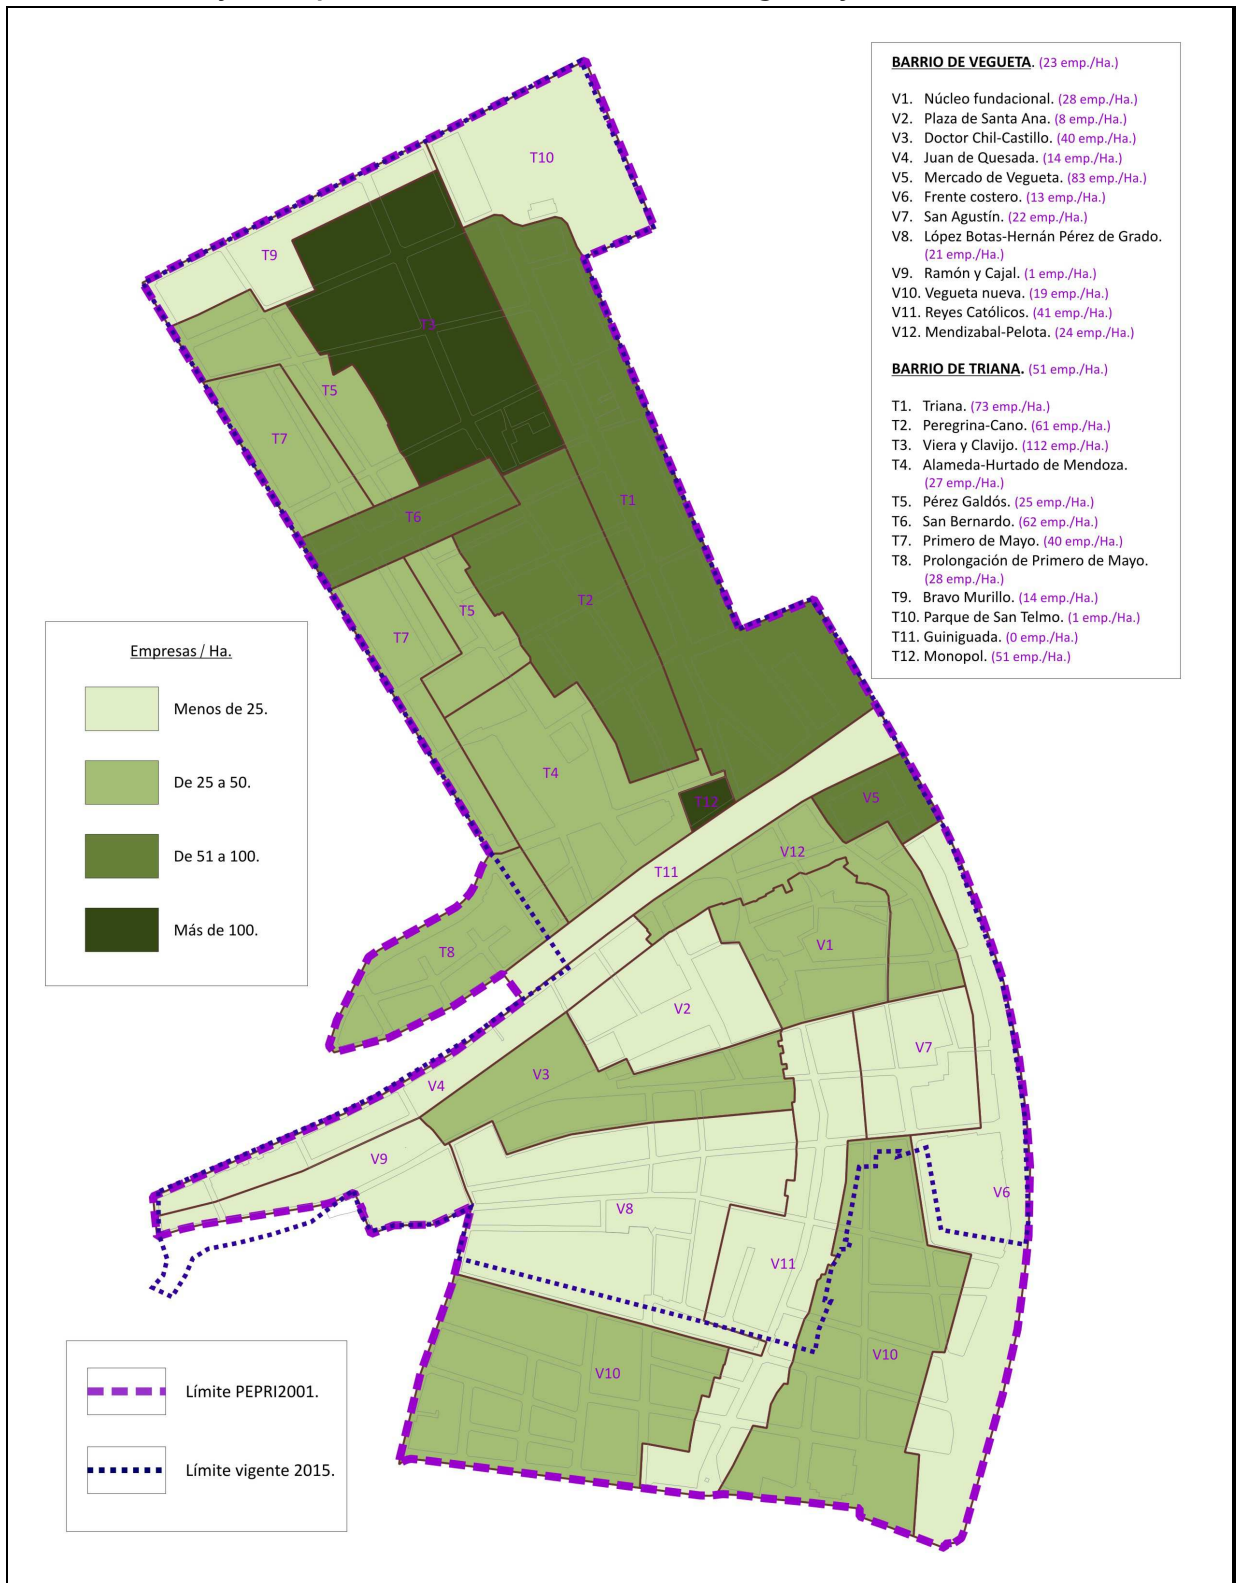 BARRIO DE VEGUETA. (23 emp./Ha.)
V1. Núcleo fundacional. (28 emp./Ha.)
V2. Plaza de Santa Ana. (8 emp./Ha.)
V3. Doctor Chil-Castillo. (40 emp./Ha.)
V4. Juan de Quesada. (14 emp./Ha.)
V5. Mercado de Vegueta. (83 emp./Ha.)
V6. Frente costero. (13 emp./Ha.)
V7. San Agustín. (22 emp./Ha.)
V8. López Botas-Hernán Pérez de Grado.
(21 emp./Ha.)
V9. Ramón y Cajal. (1 emp./Ha.)
V10. Vegueta nueva. (19 emp./Ha.)
V11. Reyes Católicos. (41 emp./Ha.)
V12. Mendizabal-Pelota. (24 emp./Ha.)
BARRIO DE TRIANA. (51 emp./Ha.)
T1. Triana. (73 emp./Ha.)
T2. Peregrina-Cano. (61 emp./Ha.)
T3. Viera y Clavijo. (112 emp./Ha.)
T4. Alameda-Hurtado de Mendoza.
(27 emp./Ha.)
T5. Pérez Galdós. (25 emp./Ha.)
T6. San Bernardo. (62 emp./Ha.)
T7. Primero de Mayo. (40 emp./Ha.)
T8. Prolongación de Primero de Mayo.
(28 emp./Ha.)
T9. Bravo Murillo. (14 emp./Ha.)
T10. Parque de San Telmo. (1 emp./Ha.)
T11. Guiniguada. (0 emp./Ha.)
T12. Monopol. (51 emp./Ha.)
T10
T9
T3
T5
T7
T1
T6
T2
T5
T7
T4
T12
V5
V12
T11
V1
T8
V2
V7
V3
V4
V9
V6
V8
V11
V10
V10
Empresas / Ha.
Menos de 25.
De 25 a 50.
De 51 a 100.
Más de 100.
Límite PEPRI2001.
Límite vigente 2015.